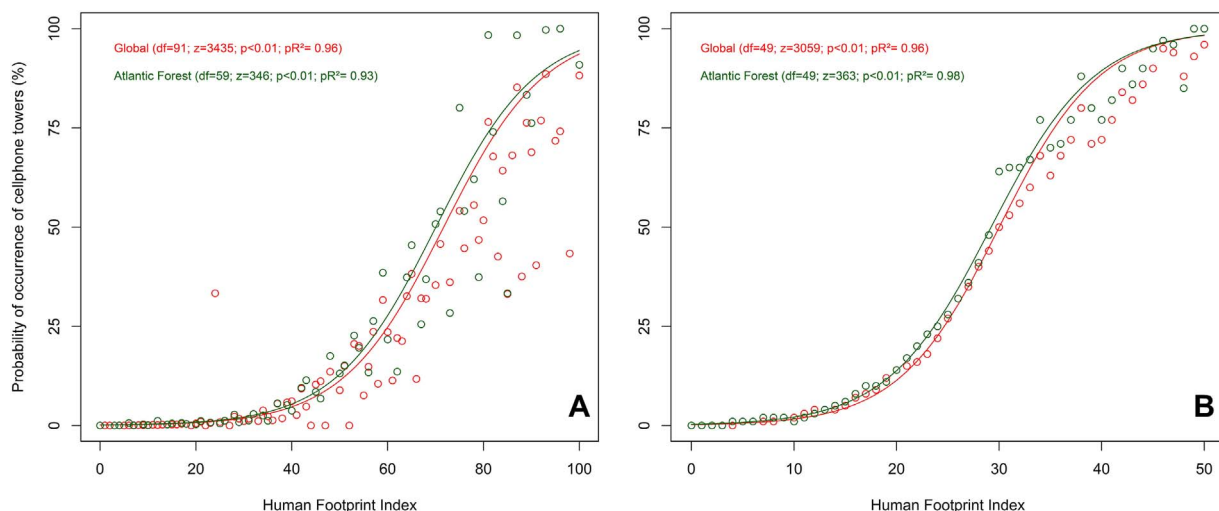 Probability of occurrence of cellphone towers (%)
100
75
50
25
0
Global (df=91; z=3435; p<0.01; pR²= 0.96)
Atlantic Forest (df=59; z=346; p<0.01; pR²= 0.93)
A
0 20 40 60 80 100
Human Footprint Index
100
75
50
25
0
Global (df=49; z=3059; p<0.01; pR²= 0.96)
Atlantic Forest (df=49; z=363; p<0.01; pR²= 0.98)
B
0 10 20 30 40 50
Human Footprint Index